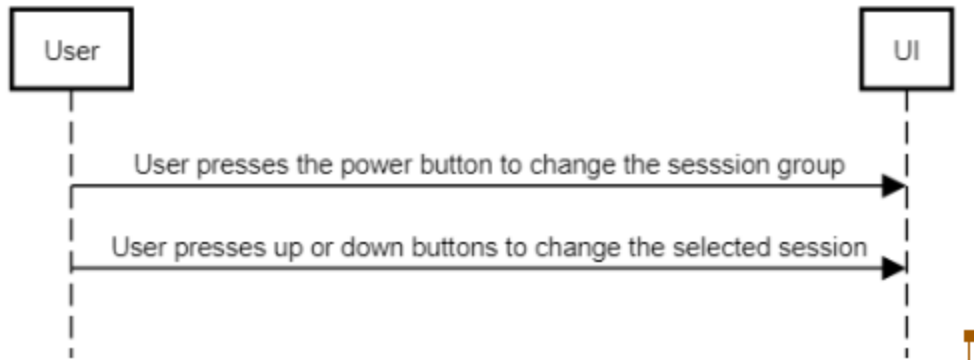 User
UI
User presses the power button to change the sesssion group
User presses up or down buttons to change the selected session